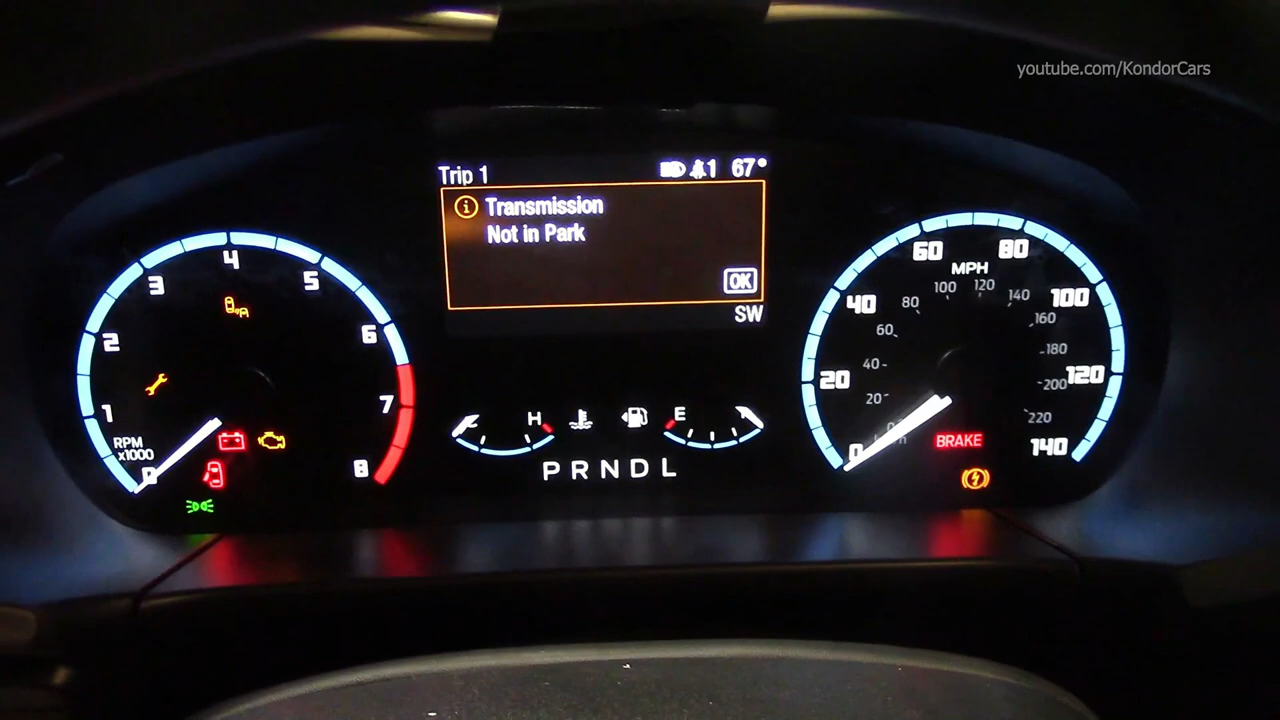 youtube.com/KondorCars
Trip 1
1 67°
Transmission
Not in Park
OK
SW
0 1 2 3 4 5 6 7 8
RPM
x1000
H
E
P R N D L
0 20 40 60 80 100 120 140
MPH
20 40 60 80 100 120 140 160 180 200 220
BRAKE